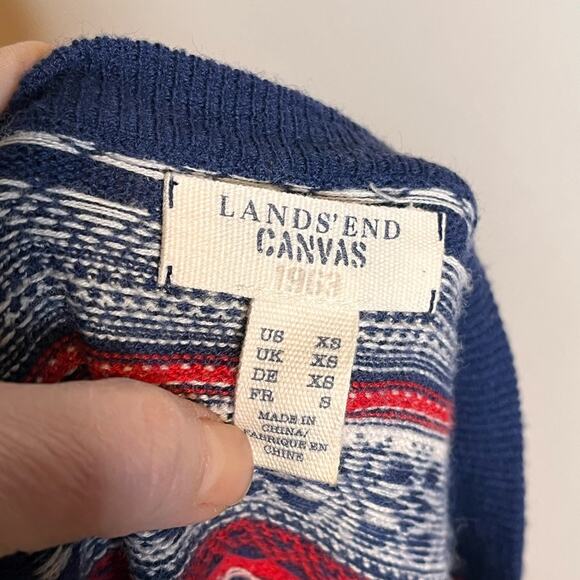 LANDS' END
CANVAS
1963
US XS
UK XS
DE XS
FR S
MADE IN
CHINA/
FABRIQUE EN
CHINE